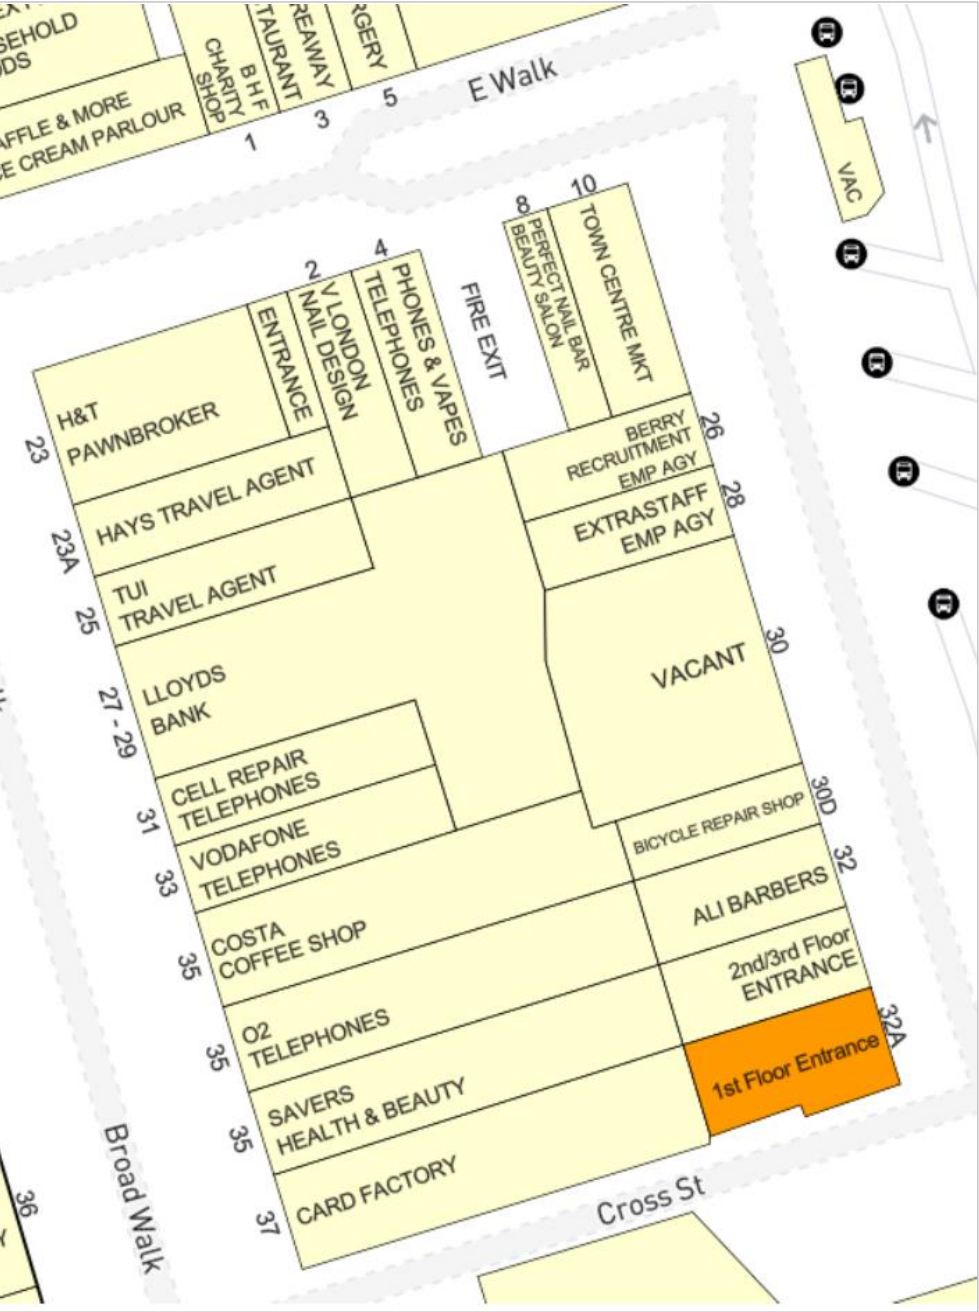 SEHOLD
AFFLE & MORE
CE CREAM PARLOUR
CHARITY
SHOP
B H F
TAURANT
REAWAY
RGERY
1
3
5
E Walk
VAC
2
4
8
10
H&T
PAWNBROKER
23
ENTRANCE
V LONDON
NAIL DESIGN
PHONES & VAPES
TELEPHONES
FIRE EXIT
PERFECT NAIL BAR
BEAUTY SALON
TOWN CENTRE MKT
HAYS TRAVEL AGENT
23A
TUI
TRAVEL AGENT
25
BERRY
RECRUITMENT
EMP AGY
26
EXTRASTAFF
EMP AGY
28
LLOYDS
BANK
27 - 29
VACANT
30
CELL REPAIR
TELEPHONES
31
VODAFONE
TELEPHONES
33
BICYCLE REPAIR SHOP
30D
COSTA
COFFEE SHOP
35
ALI BARBERS
32
O2
TELEPHONES
35
2nd/3rd Floor
ENTRANCE
SAVERS
HEALTH & BEAUTY
35
1st Floor Entrance
32A
CARD FACTORY
37
Broad Walk
Cross St
36
Y